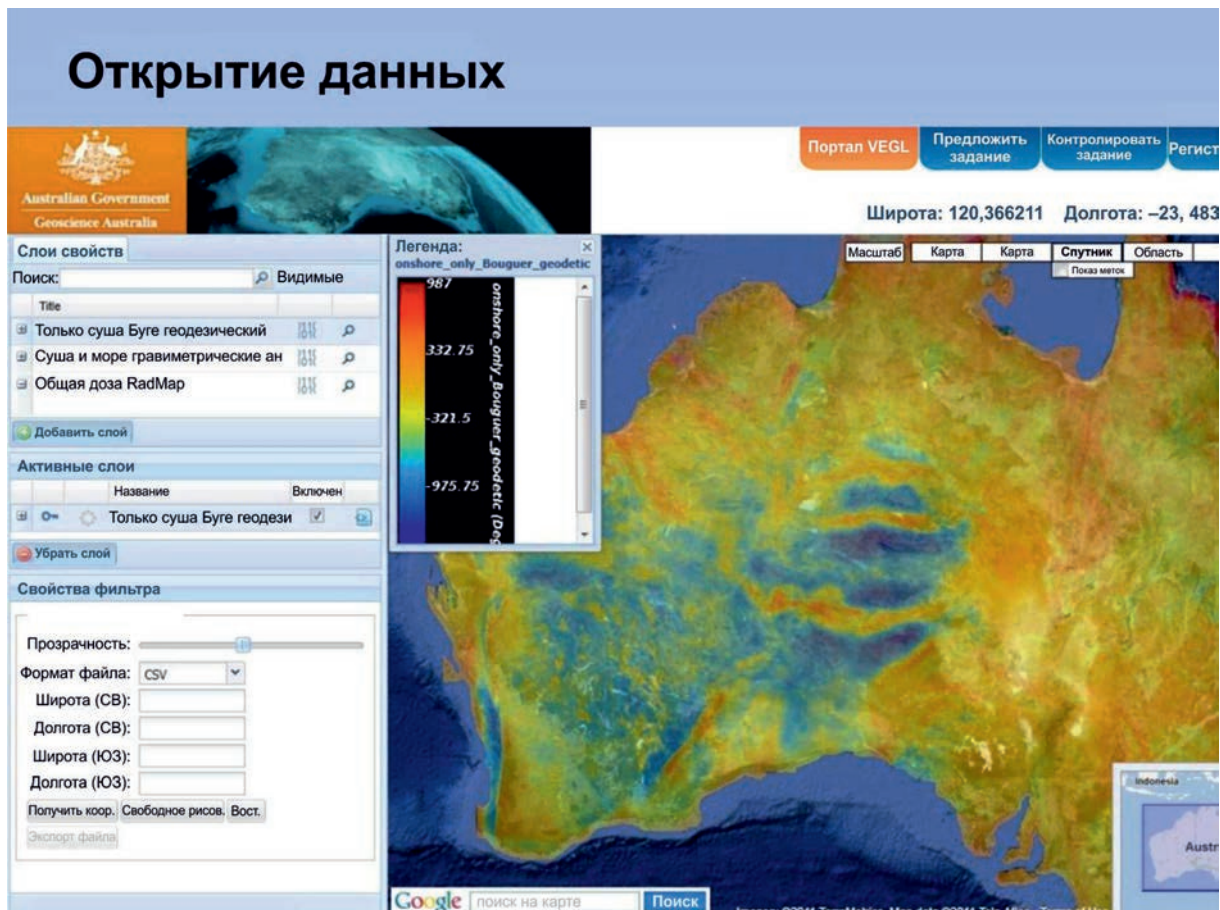 Открытие данных
Australian Government
Geoscience Australia
Портал VEGL
Предложить задание
Контролировать задание
Регист
Широта: 120,366211 Долгота: –23, 483
Слои свойств
Поиск: Видимые
Title
Только суша Буге геодезический
Суша и море гравиметрические ан
Общая доза RadMap
Добавить слой
Активные слои
Название Включен
Только суша Буге геодези
Убрать слой
Свойства фильтра
Прозрачность:
Формат файла: CSV
Широта (СВ):
Долгота (СВ):
Широта (ЮЗ):
Долгота (ЮЗ):
Получить коор. Свободное рисов. Вост.
Экспорт файла
Легенда:
onshore_only_Bouguer_geodetic
987
332.75
-321.5
-975.75
onshore_only_Bouguer_geodetic (Deg
Масштаб Карта Карта Спутник Область
Показ меток
Indonesia
Austr
Google поиск на карте Поиск